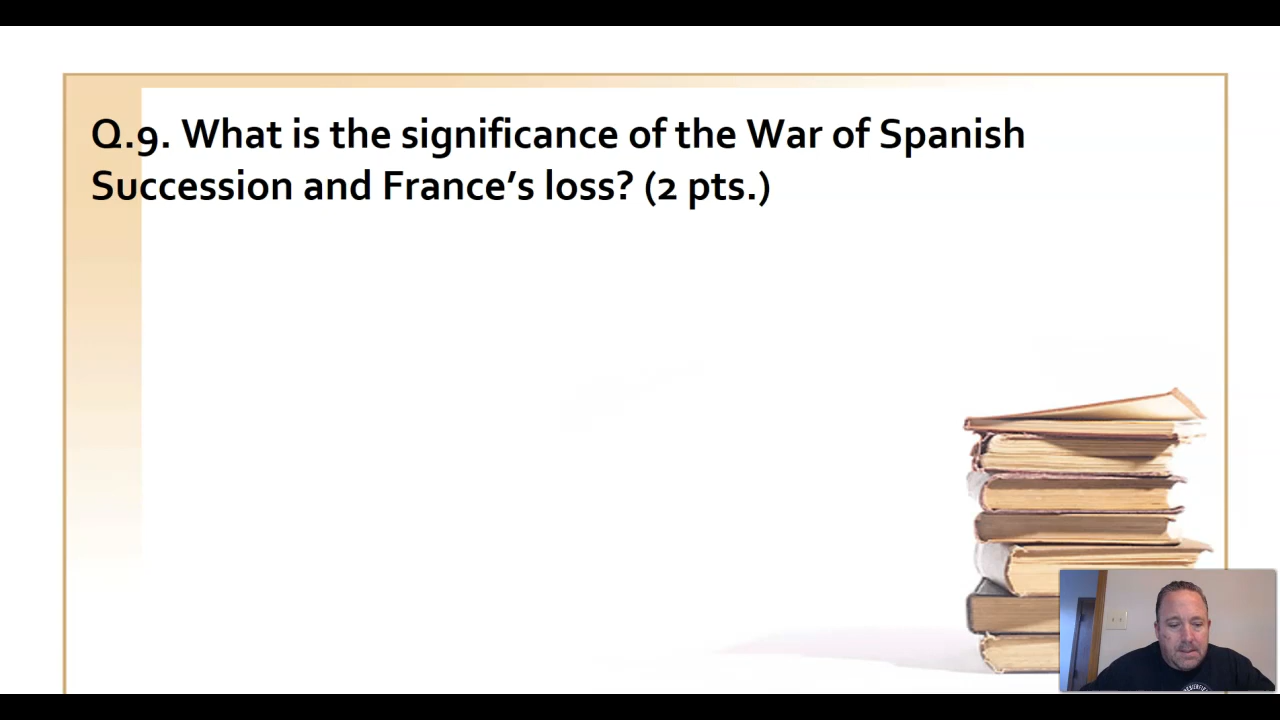 Q.9. What is the significance of the War of Spanish
Succession and France’s loss? (2 pts.)